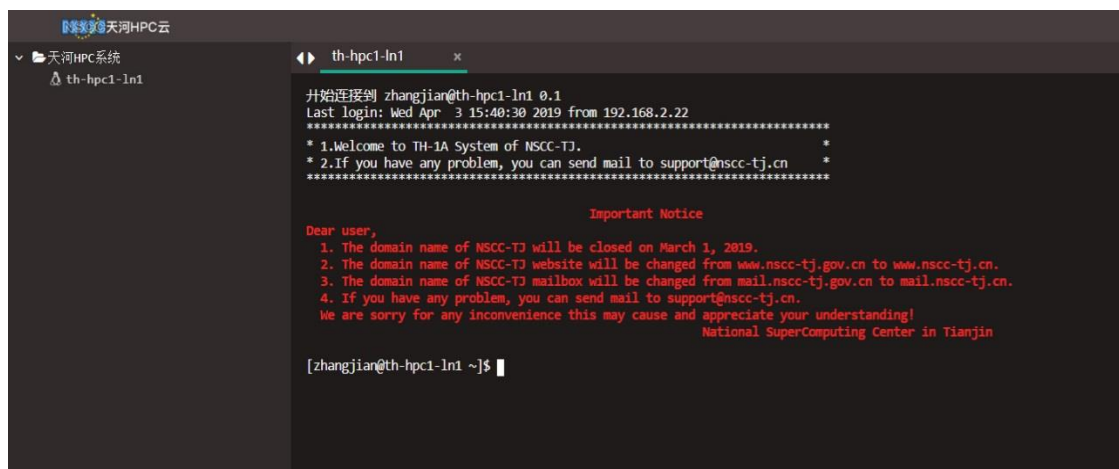 天河HPC云
天河HPC系统
th-hpc1-ln1
th-hpc1-ln1 ×
开始连接到 zhangjian@th-hpc1-ln1 0.1
Last login: Wed Apr 3 15:40:30 2019 from 192.168.2.22
**************************************************************************
* 1.Welcome to TH-1A System of NSCC-TJ. *
* 2.If you have any problem, you can send mail to support@nscc-tj.cn *
**************************************************************************
Important Notice
Dear user,
1. The domain name of NSCC-TJ will be closed on March 1, 2019.
2. The domain name of NSCC-TJ website will be changed from www.nscc-tj.gov.cn to www.nscc-tj.cn.
3. The domain name of NSCC-TJ mailbox will be changed from mail.nscc-tj.gov.cn to mail.nscc-tj.cn.
4. If you have any problem, you can send mail to support@nscc-tj.cn.
We are sorry for any inconvenience this may cause and appreciate your understanding!
National SuperComputing Center in Tianjin
[zhangjian@th-hpc1-ln1 ~]$